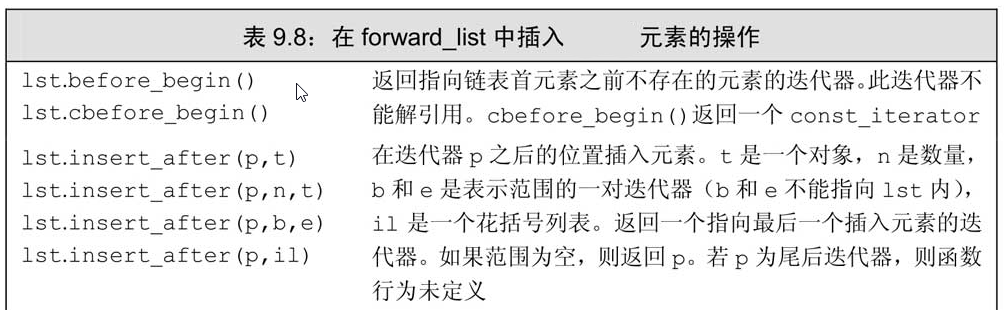 表 9.8：在 forward_list 中插入 元素的操作
lst.before_begin() 返回指向链表首元素之前不存在的元素的迭代器。此迭代器不
lst.cbefore_begin() 能解引用。cbefore_begin()返回一个 const_iterator
lst.insert_after(p,t) 在迭代器 p 之后的位置插入元素。t 是一个对象，n 是数量，
lst.insert_after(p,n,t) b 和 e 是表示范围的一对迭代器（b 和 e 不能指向 lst 内），
lst.insert_after(p,b,e) il 是一个花括号列表。返回一个指向最后一个插入元素的迭
lst.insert_after(p,il) 代器。如果范围为空，则返回 p。若 p 为尾后迭代器，则函数
行为未定义